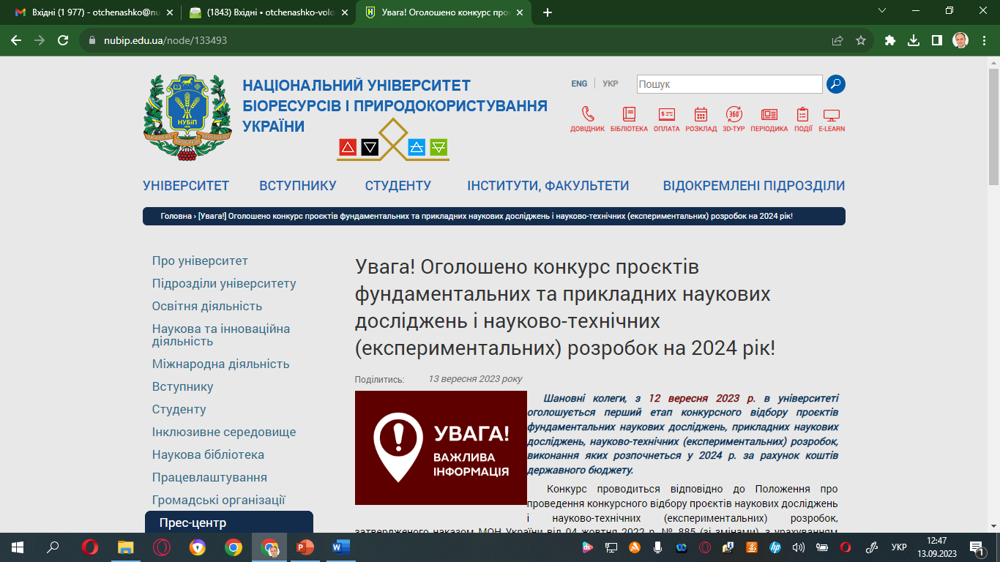 Вхідні (1 977) - otchenashko@nu
(1843) Вхідні • otchenashko-volo
Увага! Оголошено конкурс про
nubip.edu.ua/node/133493
НАЦІОНАЛЬНИЙ УНІВЕРСИТЕТ
БІОРЕСУРСІВ І ПРИРОДОКОРИСТУВАННЯ
УКРАЇНИ
НУБІП
ENG УКР
Пошук
ДОВІДНИК БІБЛІОТЕКА ОПЛАТА РОЗКЛАД 3D-ТУР ПЕРІОДИКА ПОДІЇ E-LEARN
360°
УНІВЕРСИТЕТ ВСТУПНИКУ СТУДЕНТУ ІНСТИТУТИ, ФАКУЛЬТЕТИ ВІДОКРЕМЛЕНІ ПІДРОЗДІЛИ
Головна › [Увага!] Оголошено конкурс проєктів фундаментальних та прикладних наукових досліджень і науково-технічних (експериментальних) розробок на 2024 рік!
Про університет
Підрозділи університету
Освітня діяльність
Наукова та інноваційна
діяльність
Міжнародна діяльність
Вступнику
Студенту
Інклюзивне середовище
Наукова бібліотека
Працевлаштування
Громадські організації
Прес-центр
Увага! Оголошено конкурс проєктів
фундаментальних та прикладних наукових
досліджень і науково-технічних
(експериментальних) розробок на 2024 рік!
Поділитись: 13 вересня 2023 року
УВАГА!
ВАЖЛИВА
ІНФОРМАЦІЯ
Шановні колеги, з 12 вересня 2023 р. в університеті
оголошується перший етап конкурсного відбору проєктів
фундаментальних наукових досліджень, прикладних наукових
досліджень, науково-технічних (експериментальних) розробок,
виконання яких розпочнеться у 2024 р. за рахунок коштів
державного бюджету.
Конкурс проводиться відповідно до Положення про
проведення конкурсного відбору проєктів наукових досліджень
і науково-технічних (експериментальних) розробок,
затвердженого наказом МОН України від 04 жовтня 2022 р. № 885 (зі змінами), з урахуванням
УКР
12:47
13.09.2023
1